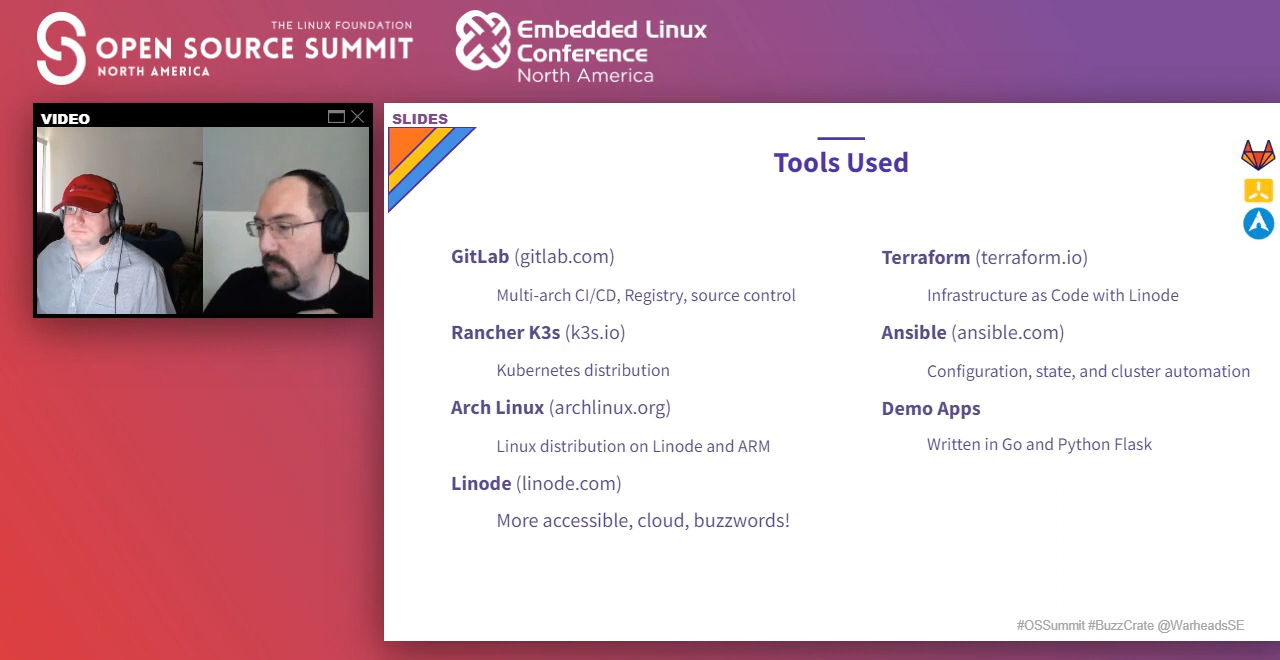 THE LINUX FOUNDATION
OPEN SOURCE SUMMIT
NORTH AMERICA
Embedded Linux
Conference
North America
VIDEO
SLIDES
Tools Used
GitLab (gitlab.com)
Multi-arch CI/CD, Registry, source control
Rancher K3s (k3s.io)
Kubernetes distribution
Arch Linux (archlinux.org)
Linux distribution on Linode and ARM
Linode (linode.com)
More accessible, cloud, buzzwords!
Terraform (terraform.io)
Infrastructure as Code with Linode
Ansible (ansible.com)
Configuration, state, and cluster automation
Demo Apps
Written in Go and Python Flask
#OSSummit #BuzzCrate @WarheadsSE